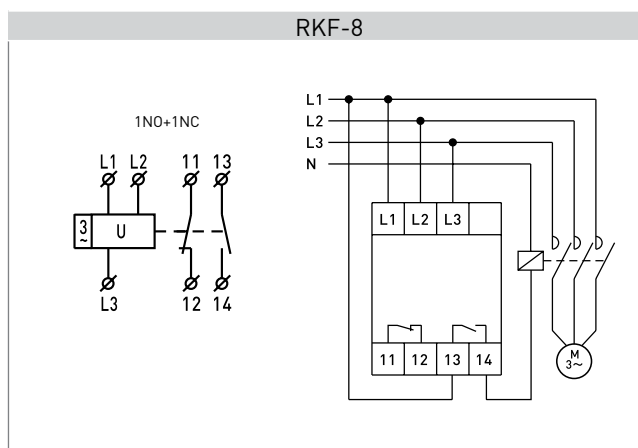 RKF-8
1NO+1NC
L1 L2 11 13
3
~
U
L3 12 14
L1
L2
L3
N
L1 L2 L3
11 12 13 14
M
3~